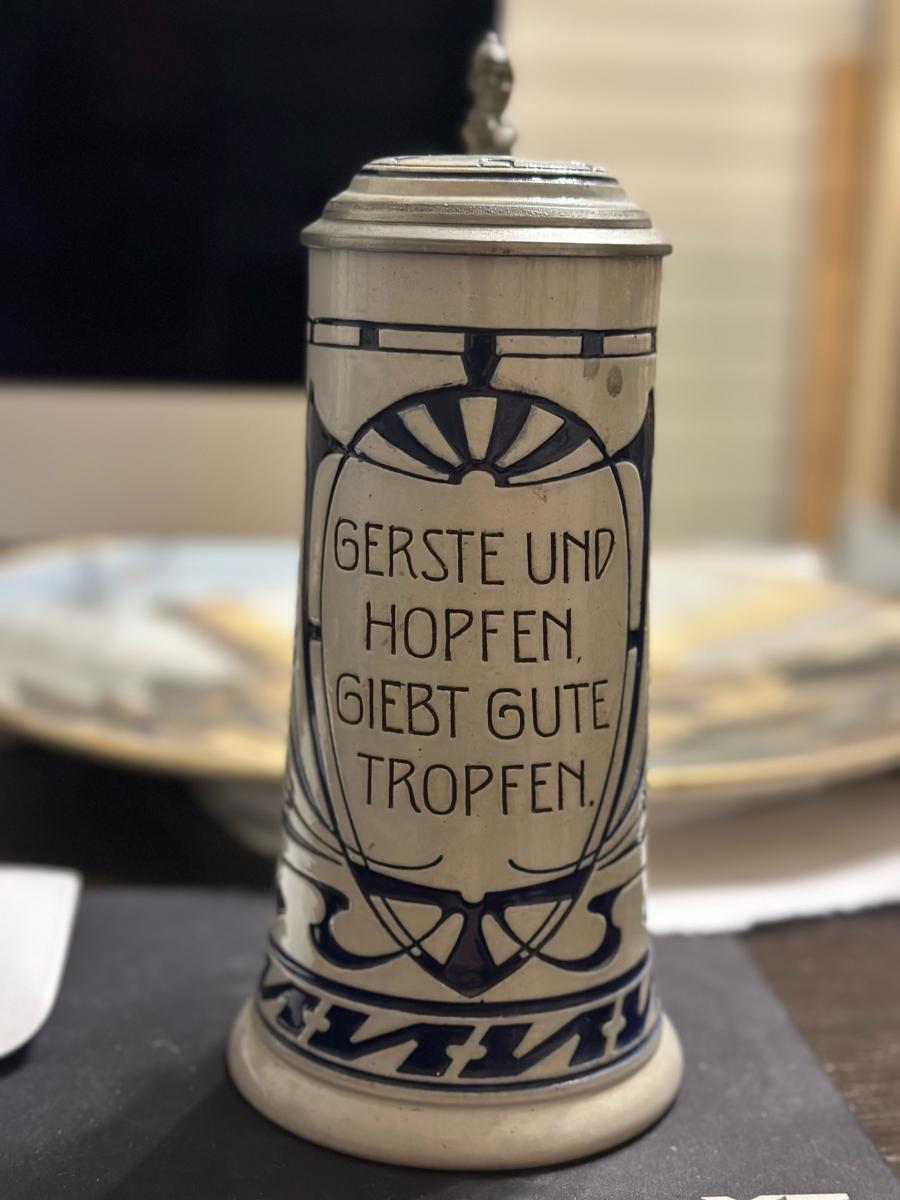 GERSTE UND
HOPFEN,
GIEBT GUTE
TROPFEN.